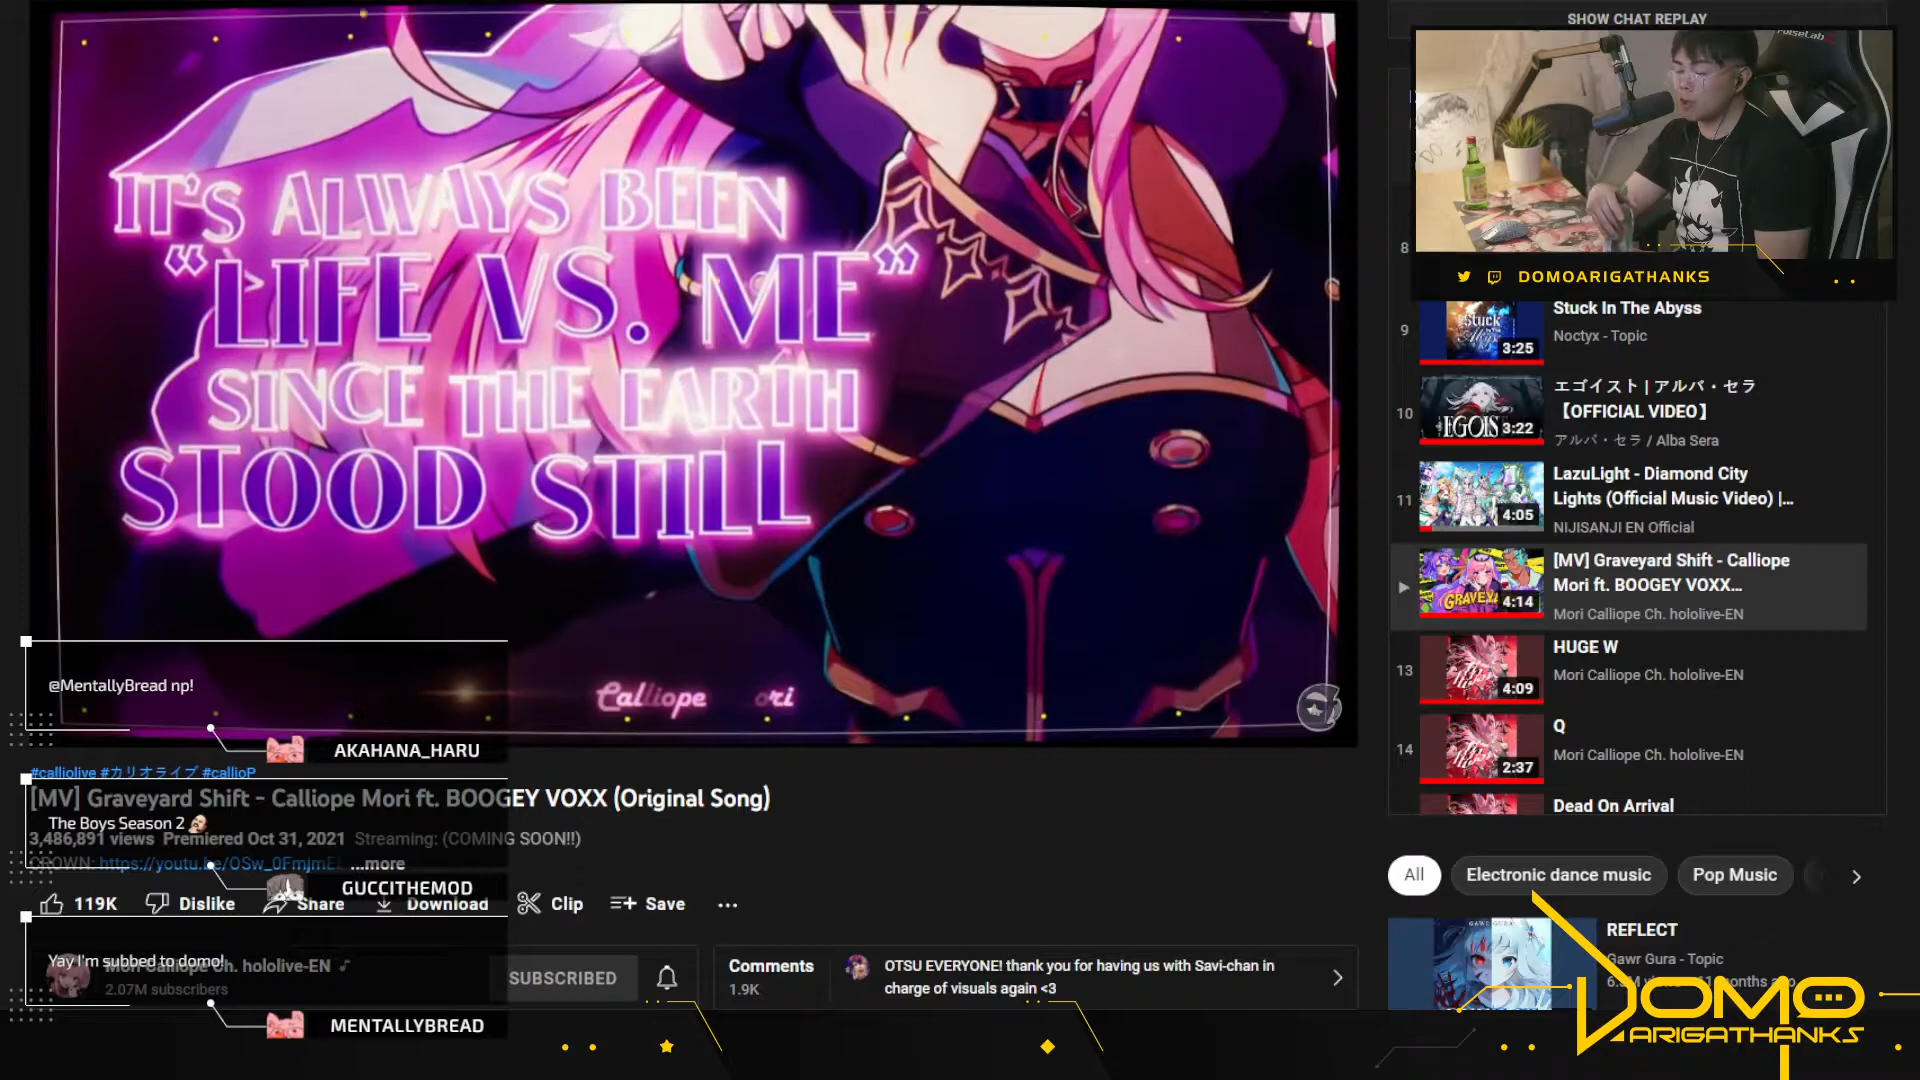 SHOW CHAT REPLAY
IT'S ALWAYS BEEN
"LIFE VS. ME"
SINCE THE EARTH
STOOD STILL
Calliope ori
DOMOARIGATHANKS
8
9
Stuck In The Abyss
Noctyx - Topic
3:25
10
エゴイスト | アルバ・セラ
【OFFICIAL VIDEO】
アルバ・セラ / Alba Sera
EGOIS
3:22
11
LazuLight - Diamond City
Lights (Official Music Video) |...
NIJISANJI EN Official
4:05
[MV] Graveyard Shift - Calliope
Mori ft. BOOGEY VOXX...
Mori Calliope Ch. hololive-EN
4:14
13
HUGE W
Mori Calliope Ch. hololive-EN
4:09
14
Q
Mori Calliope Ch. hololive-EN
2:37
Dead On Arrival
@MentallyBread np!
AKAHANA_HARU
#calliolive #カリオライブ #callioP
[MV] Graveyard Shift - Calliope Mori ft. BOOGEY VOXX (Original Song)
The Boys Season 2
3,486,891 views Premiered Oct 31, 2021 Streaming: (COMING SOON!!)
...more
GUCCITHEMOD
119K
Dislike
Share
Download
Clip
Save
Yay I'm subbed to domo!
Mori Calliope Ch. hololive-EN
2.07M subscribers
SUBSCRIBED
MENTALLYBREAD
Comments
1.9K
OTSU EVERYONE! thank you for having us with Savi-chan in
charge of visuals again <3
All
Electronic dance music
Pop Music
REFLECT
Gawr Gura - Topic
DOMO
ARIGATHANKS